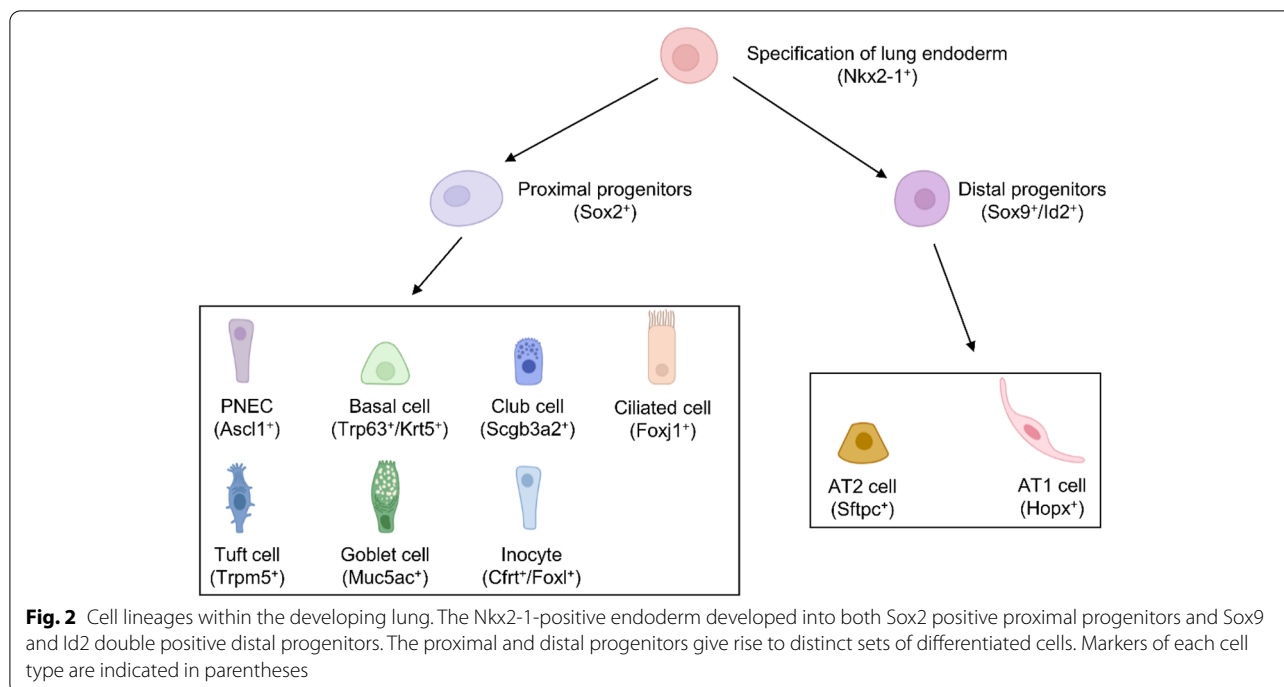 Specification of lung endoderm
(Nkx2-1⁺)
Proximal progenitors
(Sox2⁺)
Distal progenitors
(Sox9⁺/Id2⁺)
PNEC
(Ascl1⁺)
Basal cell
(Trp63⁺/Krt5⁺)
Club cell
(Scgb3a2⁺)
Ciliated cell
(Foxj1⁺)
Tuft cell
(Trpm5⁺)
Goblet cell
(Muc5ac⁺)
Inocyte
(Cfrt⁺/Foxl⁺)
AT2 cell
(Sftpc⁺)
AT1 cell
(Hopx⁺)
Fig. 2 Cell lineages within the developing lung. The Nkx2-1-positive endoderm developed into both Sox2 positive proximal progenitors and Sox9
and Id2 double positive distal progenitors. The proximal and distal progenitors give rise to distinct sets of differentiated cells. Markers of each cell
type are indicated in parentheses